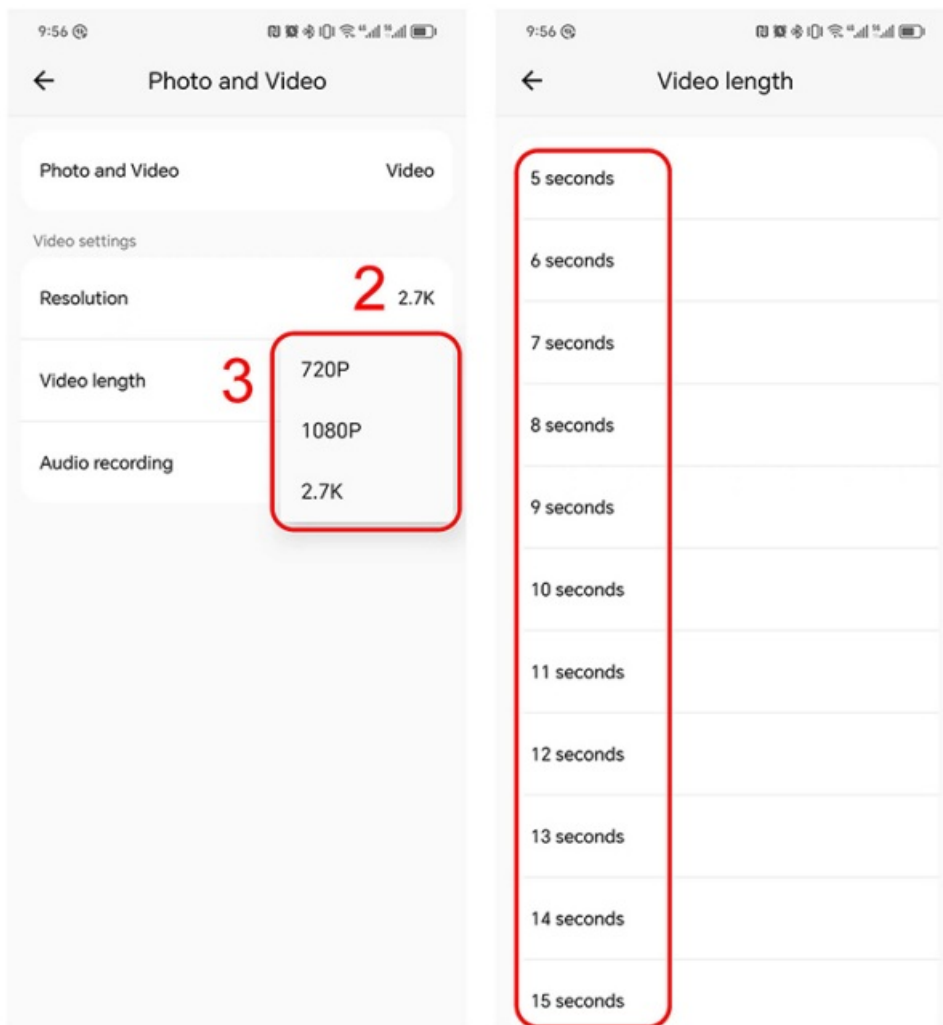 9:56
Photo and Video
Photo and Video Video
Video settings
Resolution 2 2.7K
Video length 3
720P
1080P
Audio recording
2.7K
9:56
Video length
5 seconds
6 seconds
7 seconds
8 seconds
9 seconds
10 seconds
11 seconds
12 seconds
13 seconds
14 seconds
15 seconds